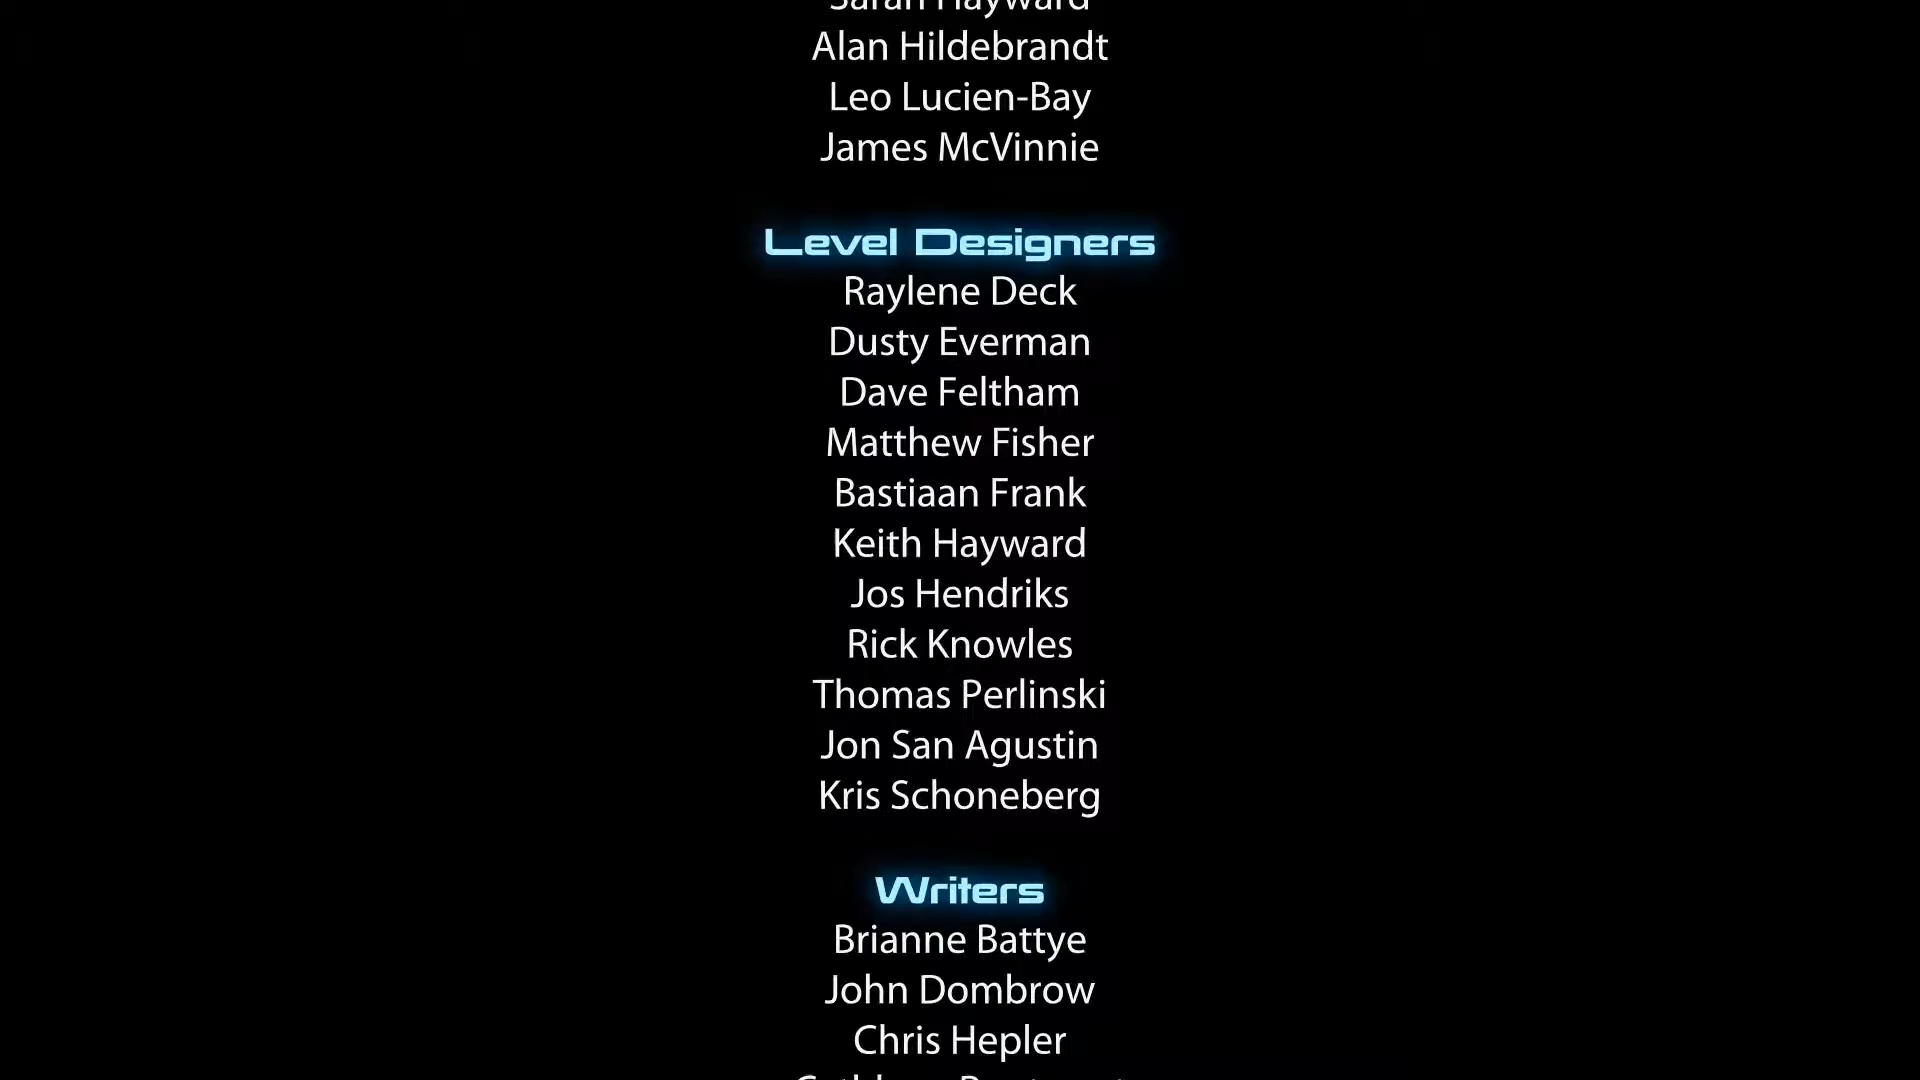 Sarah Hayward
Alan Hildebrandt
Leo Lucien-Bay
James McVinnie
Level Designers
Raylene Deck
Dusty Everman
Dave Feltham
Matthew Fisher
Bastiaan Frank
Keith Hayward
Jos Hendriks
Rick Knowles
Thomas Perlinski
Jon San Agustin
Kris Schoneberg
Writers
Brianne Battye
John Dombrow
Chris Hepler